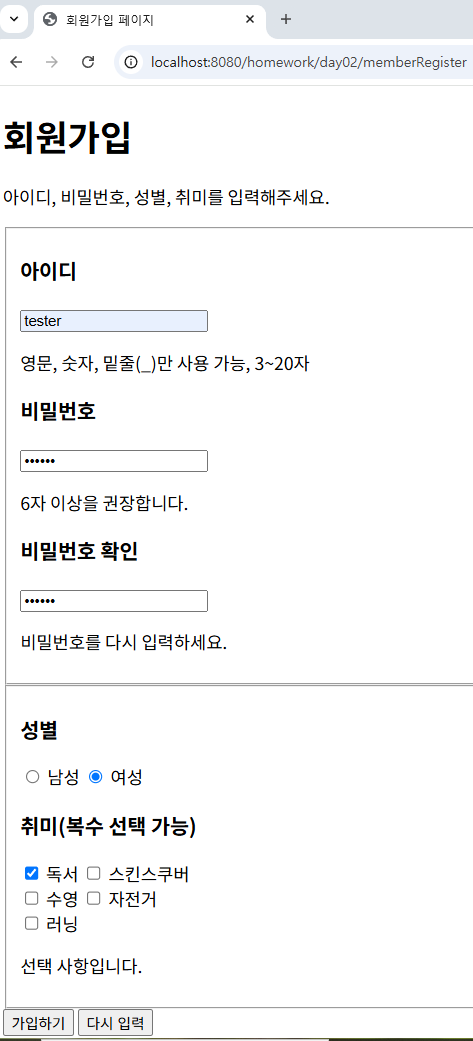 회원가입 페이지
localhost:8080/homework/day02/memberRegister
회원가입
아이디, 비밀번호, 성별, 취미를 입력해주세요.
아이디
tester
영문, 숫자, 밑줄(_)만 사용 가능, 3~20자
비밀번호
••••••
6자 이상을 권장합니다.
비밀번호 확인
••••••
비밀번호를 다시 입력하세요.
성별
남성 여성
취미(복수 선택 가능)
독서 스킨스쿠버
수영 자전거
러닝
선택 사항입니다.
가입하기 다시 입력